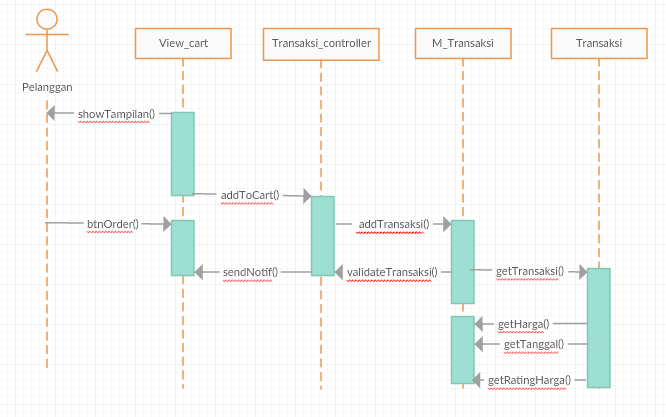 View_cart
Transaksi_controller
M_Transaksi
Transaksi
Pelanggan
showTampilan()
addToCart()
btnOrder()
addTransaksi()
sendNotif()
validateTransaksi()
getTransaksi()
getHarga()
getTanggal()
getRatingHarga()